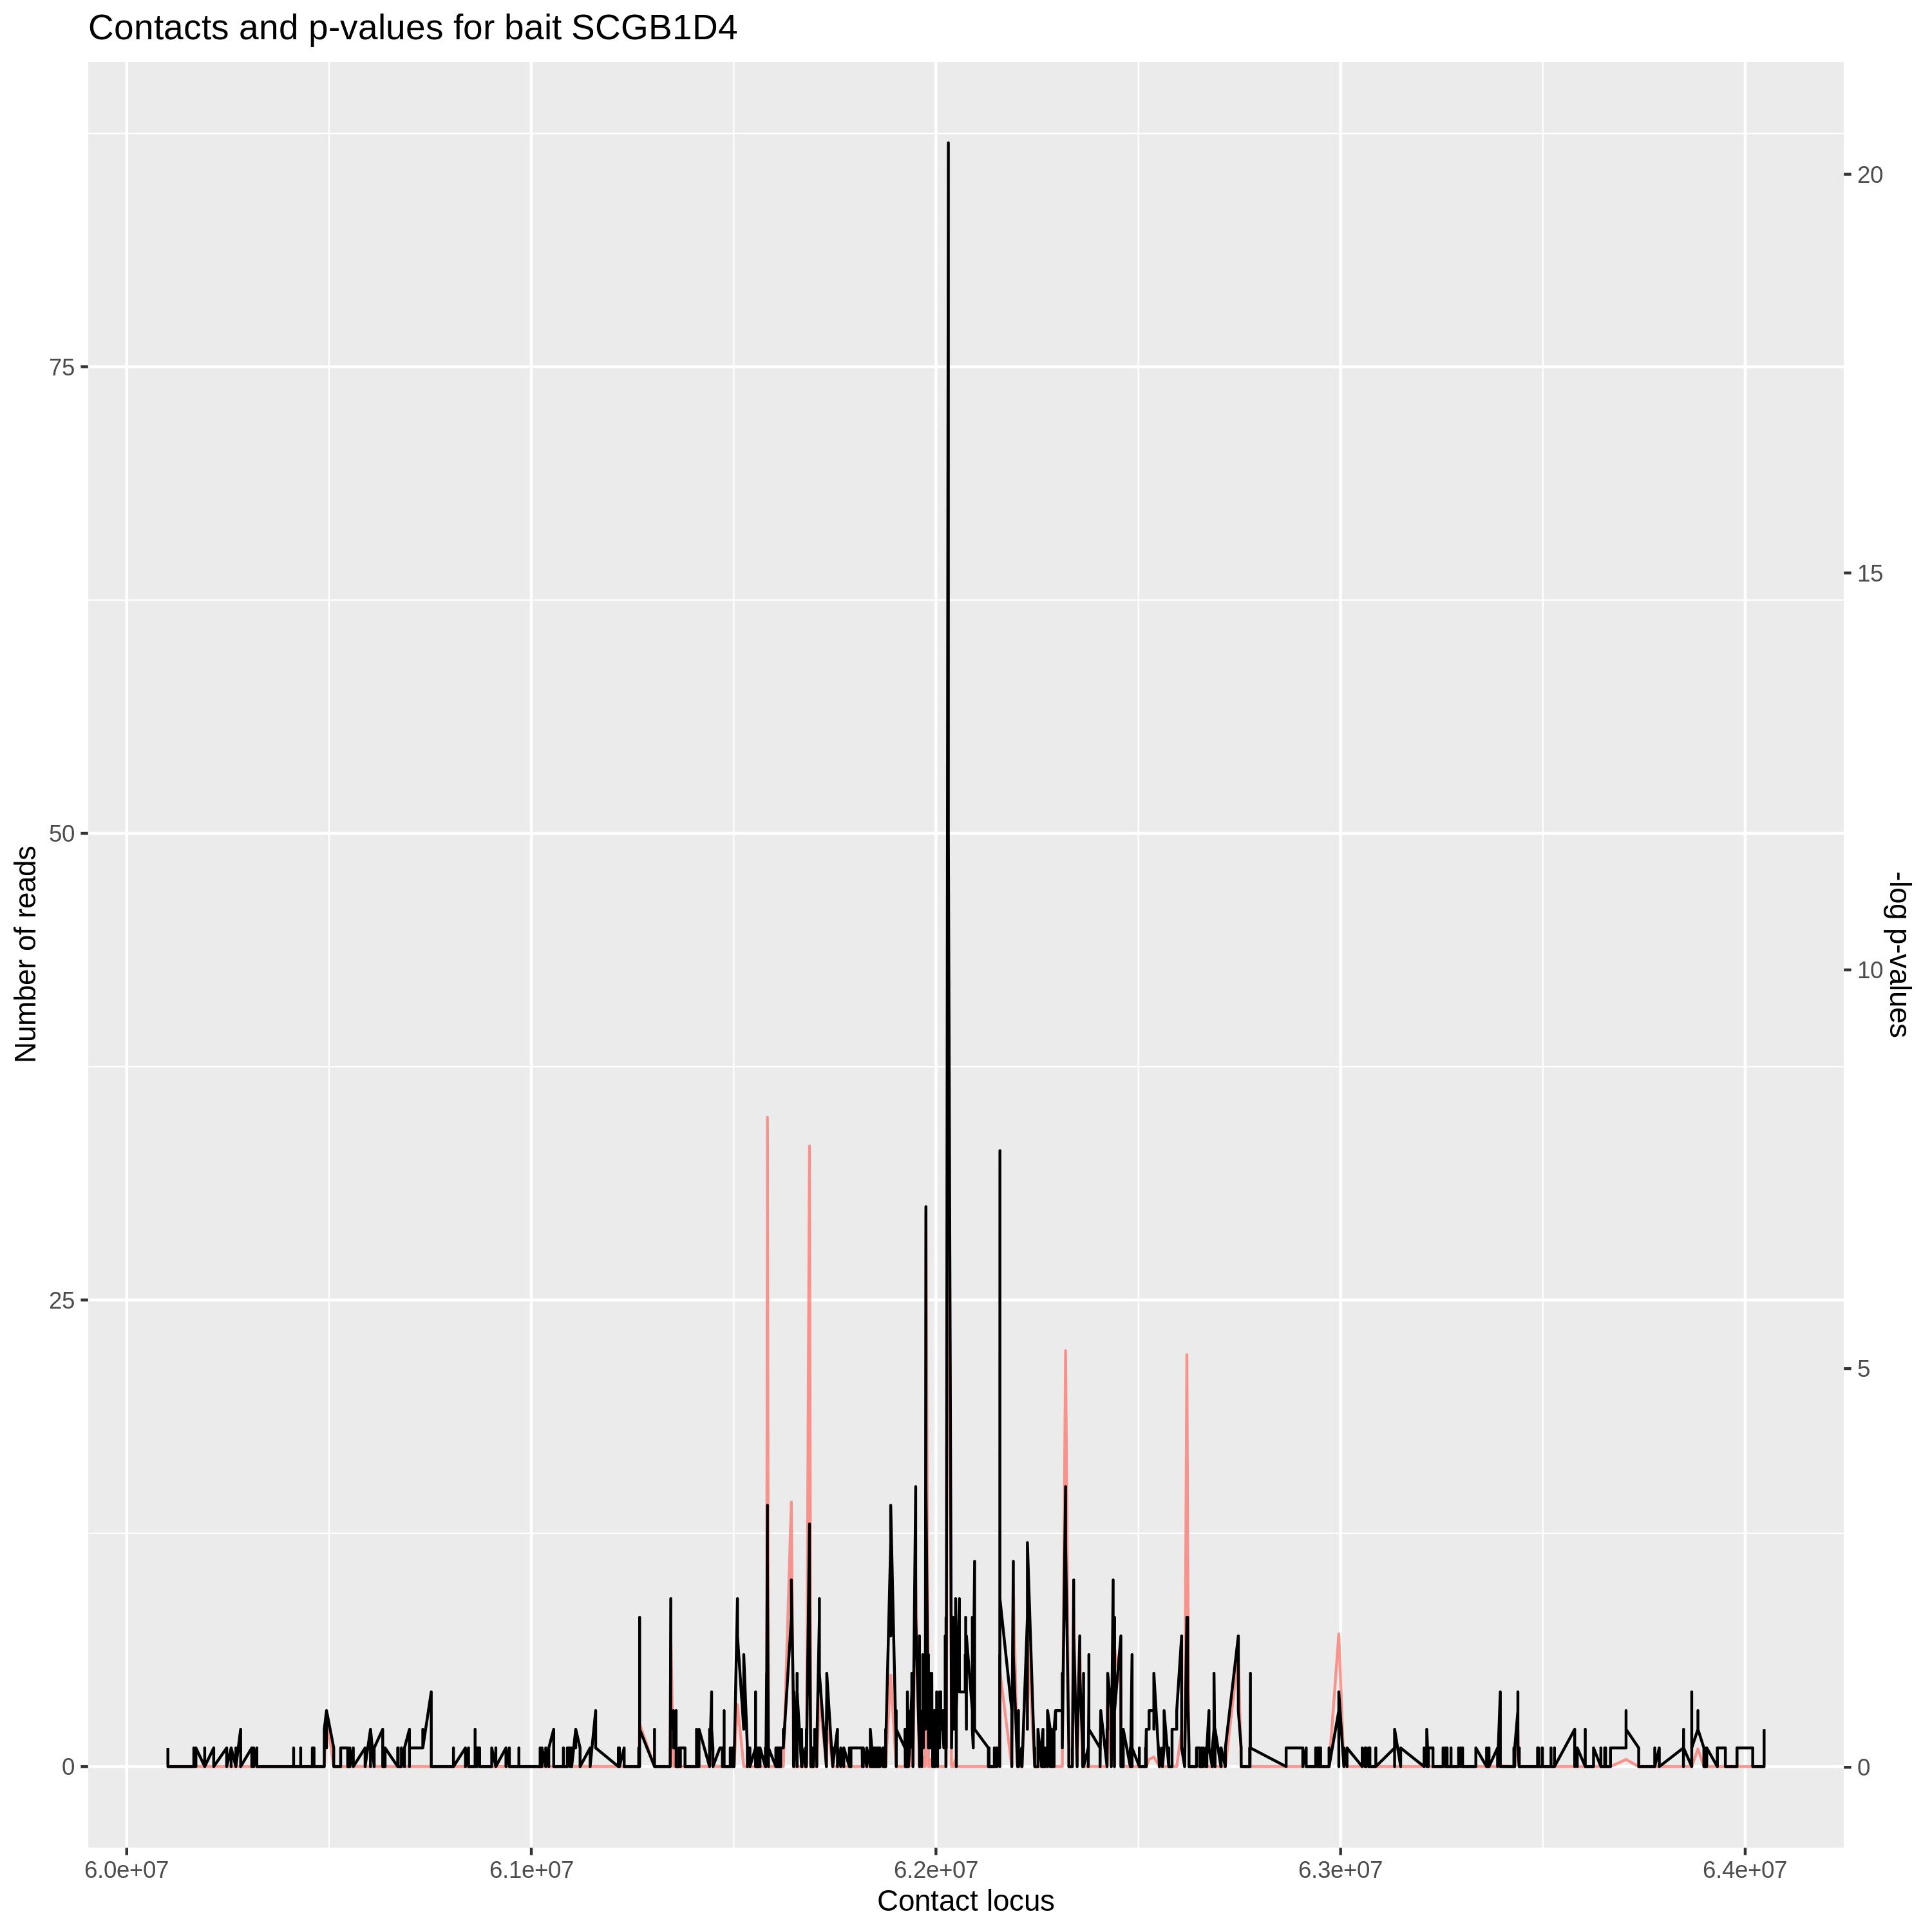 Contacts and p-values for bait SCGB1D4
Number of reads
75
50
25
0
20
15
10
5
0
-log p-values
6.0e+07
6.1e+07
6.2e+07
6.3e+07
6.4e+07
Contact locus